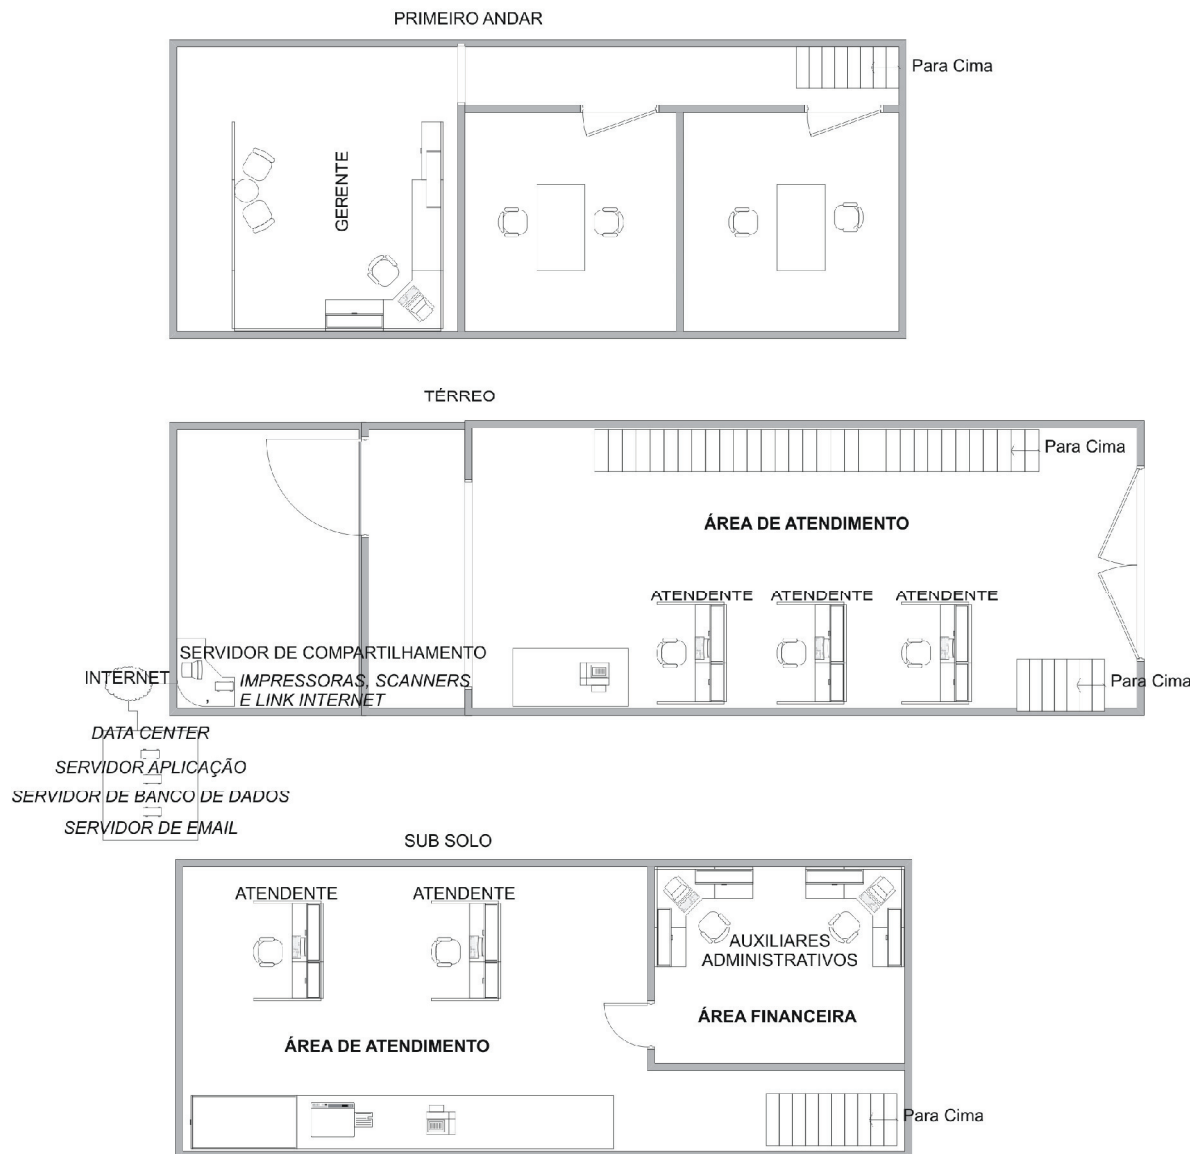 PRIMEIRO ANDAR
Para Cima
GERENTE
TÉRREO
Para Cima
ÁREA DE ATENDIMENTO
ATENDENTE
ATENDENTE
ATENDENTE
SERVIDOR DE COMPARTILHAMENTO
INTERNET
IMPRESSORAS, SCANNERS
E LINK INTERNET
Para Cima
DATA CENTER
SERVIDOR APLICAÇÃO
SERVIDOR DE BANCO DE DADOS
SERVIDOR DE EMAIL
SUB SOLO
ATENDENTE
ATENDENTE
AUXILIARES
ADMINISTRATIVOS
ÁREA FINANCEIRA
ÁREA DE ATENDIMENTO
Para Cima